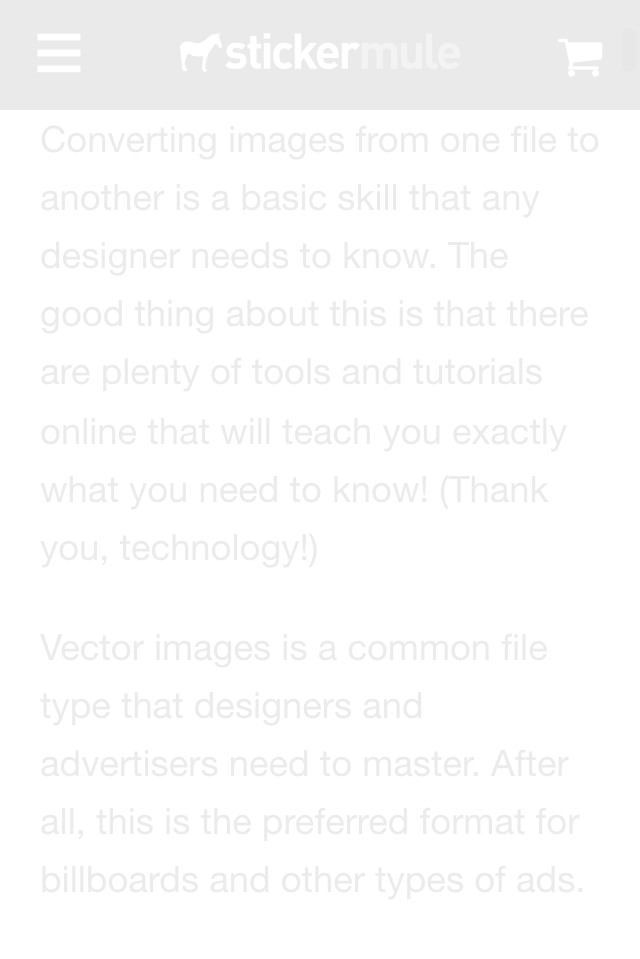 stickermule
Converting images from one file to
another is a basic skill that any
designer needs to know. The
good thing about this is that there
are plenty of tools and tutorials
online that will teach you exactly
what you need to know! (Thank
you, technology!)
Vector images is a common file
type that designers and
advertisers need to master. After
all, this is the preferred format for
billboards and other types of ads.